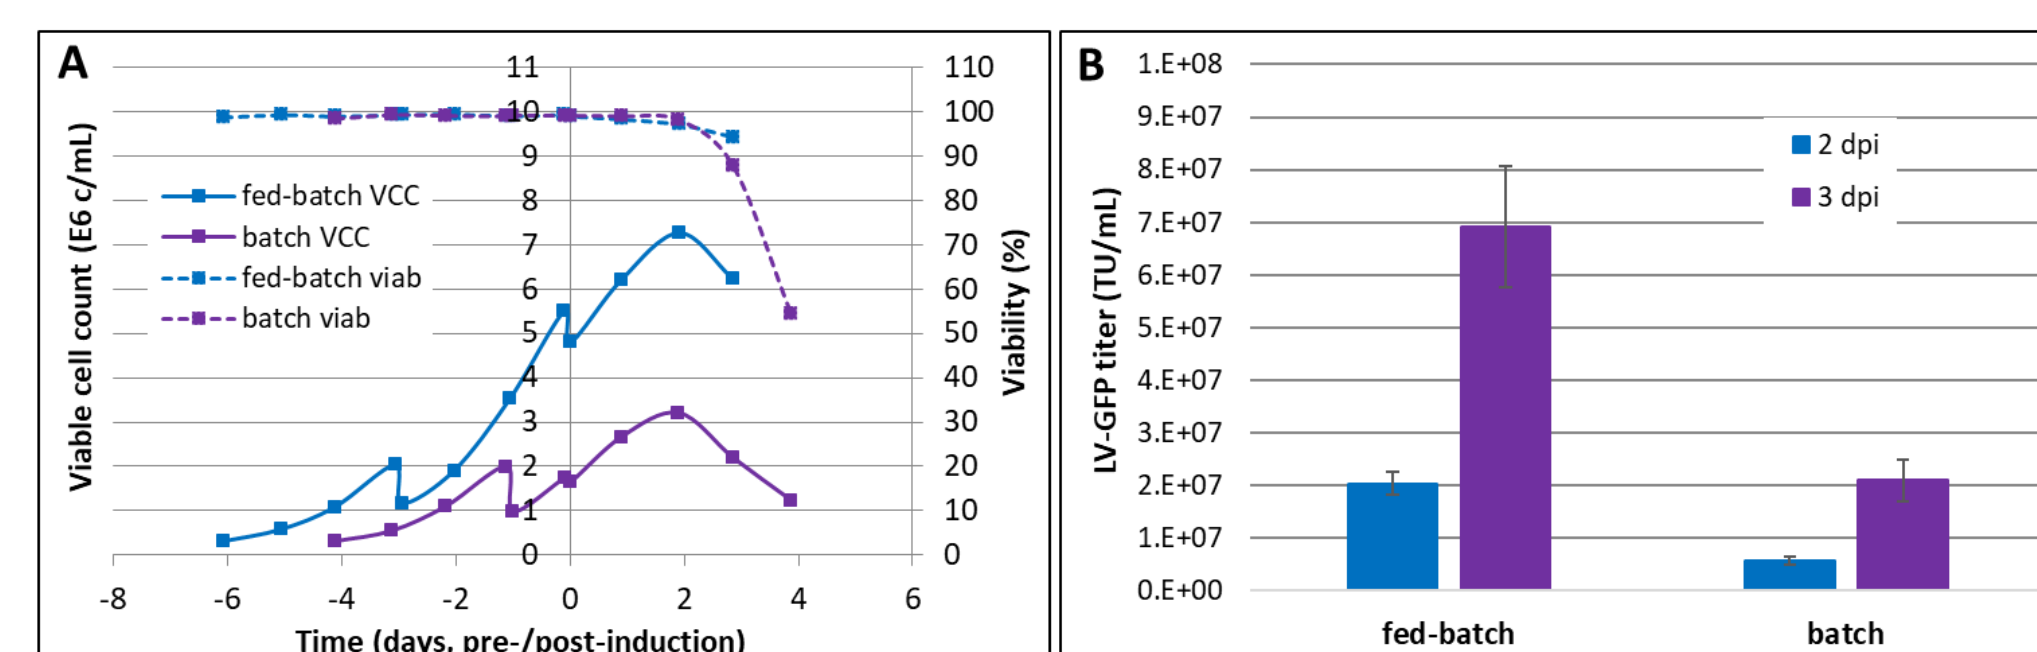 A
11
10
9
8
7
6
5
4
3
2
1
0
110
100
90
80
70
60
50
40
30
20
10
0
Viable cell count (E6 c/mL)
Viability (%)
fed-batch VCC
batch VCC
fed-batch viab
batch viab
-8 -6 -4 -2 0 2 4 6
Time (days, pre-/post-induction)
B
1.E+08
9.E+07
8.E+07
7.E+07
6.E+07
5.E+07
4.E+07
3.E+07
2.E+07
1.E+07
0.E+00
LV-GFP titer (TU/mL)
2 dpi
3 dpi
fed-batch batch